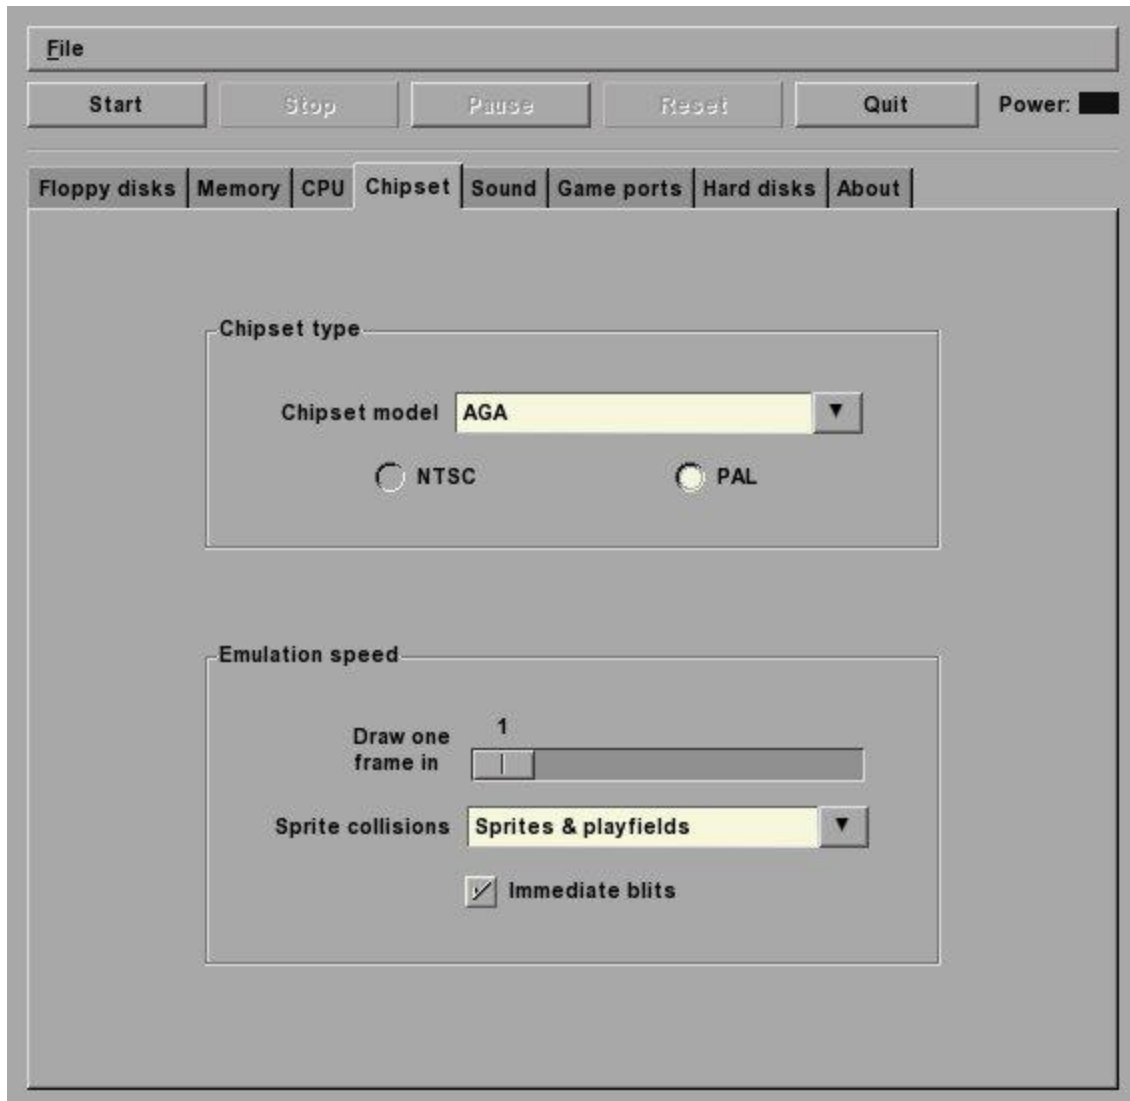 File
Start Stop Pause Reset Quit Power:
Floppy disks Memory CPU Chipset Sound Game ports Hard disks About
Chipset type
Chipset model AGA
NTSC PAL
Emulation speed
1
Draw one
frame in
Sprite collisions Sprites & playfields
Immediate blits